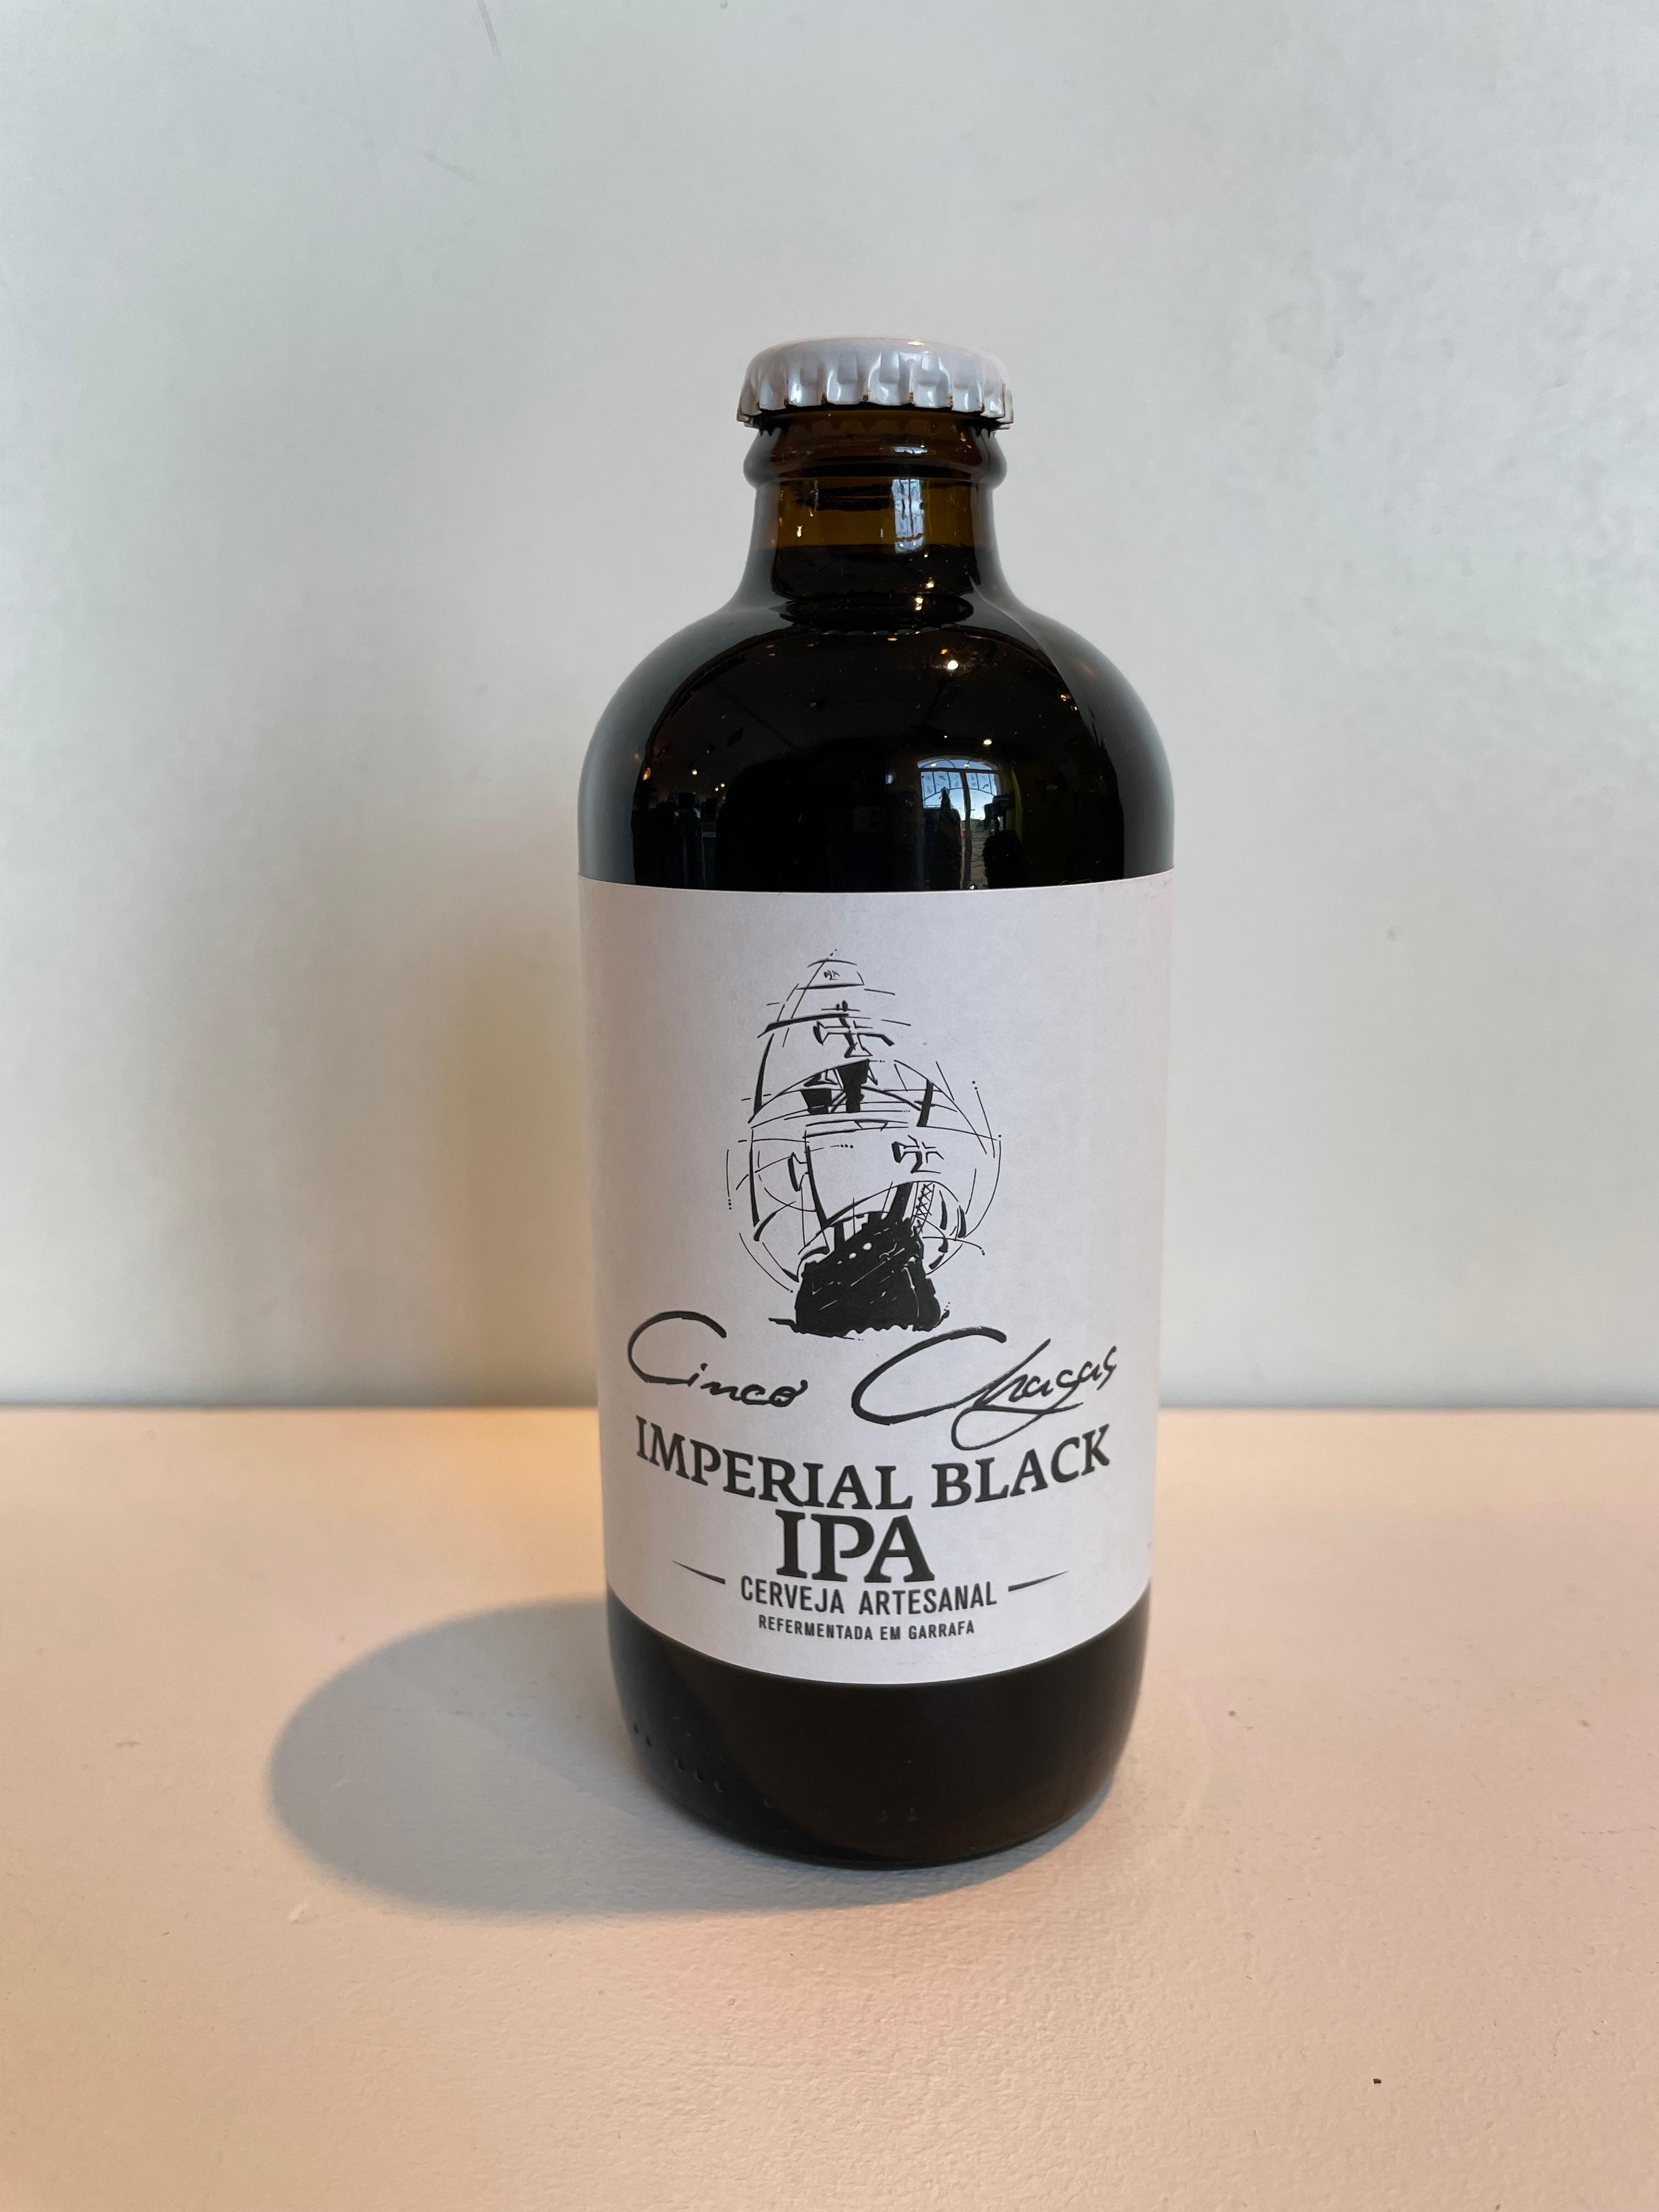 Cinco Chagas
IMPERIAL BLACK
IPA
CERVEJA ARTESANAL
REFERMENTADA EM GARRAFA